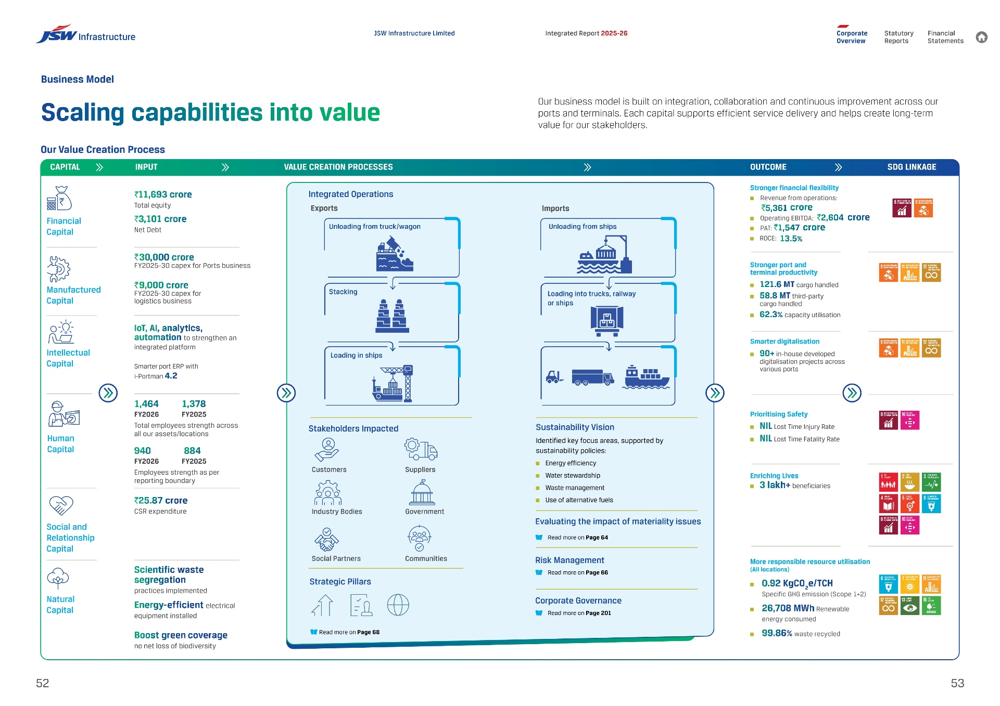 JSW Infrastructure
JSW Infrastructure Limited
Integrated Report 2025-26
Corporate
Overview
Statutory
Reports
Financial
Statements
Business Model
Scaling capabilities into value
Our business model is built on integration, collaboration and continuous improvement across our
ports and terminals. Each capital supports efficient service delivery and helps create long-term
value for our stakeholders.
Our Value Creation Process
CAPITAL
INPUT
VALUE CREATION PROCESSES
OUTCOME
SDG LINKAGE
Financial
Capital
₹11,693 crore
Total equity
₹3,101 crore
Net Debt
Manufactured
Capital
₹30,000 crore
FY2025-30 capex for Ports business
₹9,000 crore
FY2025-30 capex for
logistics business
Intellectual
Capital
IoT, AI, analytics,
automation to strengthen an
integrated platform
Smarter port ERP with
i-Portman 4.2
Human
Capital
1,464 1,378
FY2026 FY2025
Total employees strength across
all our assets/locations
940 884
FY2026 FY2025
Employees strength as per
reporting boundary
Social and
Relationship
Capital
₹25.87 crore
CSR expenditure
Natural
Capital
Scientific waste
segregation
practices implemented
Energy-efficient electrical
equipment installed
Boost green coverage
no net loss of biodiversity
Integrated Operations
Exports
Unloading from truck/wagon
Stacking
Loading in ships
Imports
Unloading from ships
Loading into trucks, railway
or ships
Stakeholders Impacted
Customers
Suppliers
Industry Bodies
Government
Social Partners
Communities
Strategic Pillars
Read more on Page 68
Sustainability Vision
Identified key focus areas, supported by
sustainability policies:
Energy efficiency
Water stewardship
Waste management
Use of alternative fuels
Evaluating the impact of materiality issues
Read more on Page 64
Risk Management
Read more on Page 66
Corporate Governance
Read more on Page 201
Stronger financial flexibility
Revenue from operations:
₹5,361 crore
Operating EBITDA: ₹2,604 crore
PAT: ₹1,547 crore
ROCE: 13.5%
Stronger port and
terminal productivity
121.6 MT cargo handled
58.8 MT third-party
cargo handled
62.3% capacity utilisation
Smarter digitalisation
90+ in-house developed
digitalisation projects across
various ports
Prioritising Safety
NIL Lost Time Injury Rate
NIL Lost Time Fatality Rate
Enriching Lives
3 lakh+ beneficiaries
More responsible resource utilisation
(All locations)
0.92 KgCO₂e/TCH
Specific GHG emission (Scope 1+2)
26,708 MWh Renewable
energy consumed
99.86% waste recycled
52
53